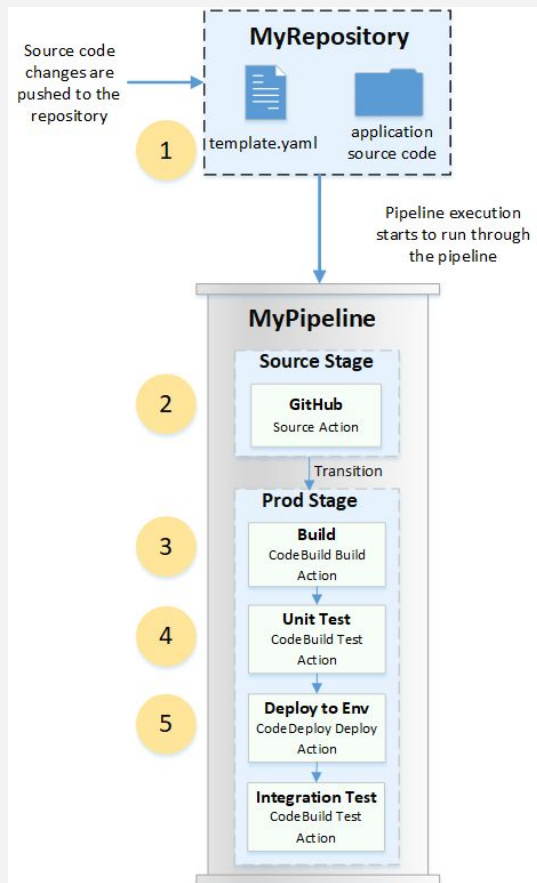 MyRepository
Source code
changes are
pushed to the
repository
template.yaml
application
source code
1
Pipeline execution
starts to run through
the pipeline
MyPipeline
Source Stage
2
GitHub
Source Action
Transition
Prod Stage
3
Build
CodeBuild Build
Action
4
Unit Test
CodeBuild Test
Action
5
Deploy to Env
CodeDeploy Deploy
Action
Integration Test
CodeBuild Test
Action